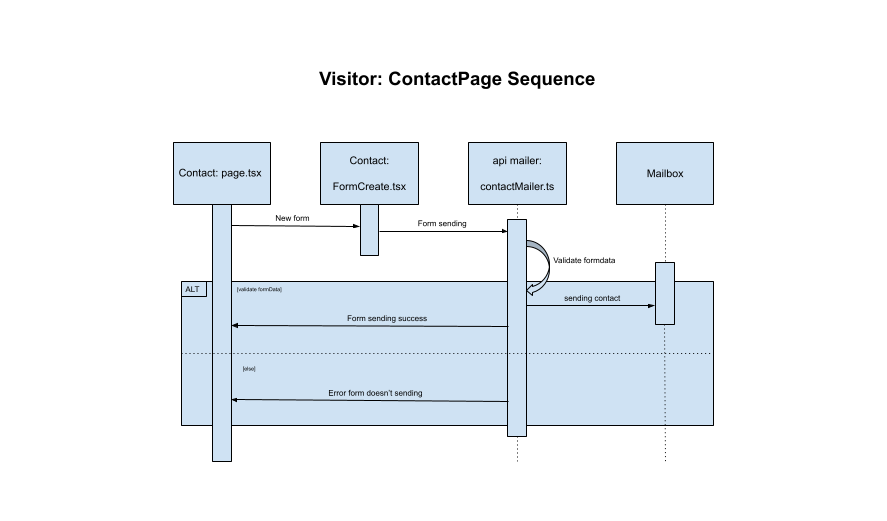 Visitor: ContactPage Sequence
Contact: page.tsx
Contact:
FormCreate.tsx
api mailer:
contactMailer.ts
Mailbox
New form
Form sending
Validate formdata
ALT
[validate formData]
sending contact
Form sending success
[else]
Error form doesn't sending